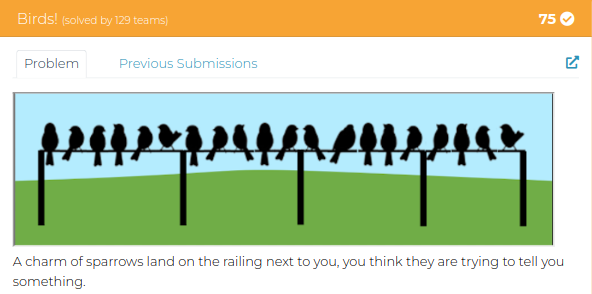 Birds! (solved by 129 teams) 75
Problem Previous Submissions
A charm of sparrows land on the railing next to you, you think they are trying to tell you
something.